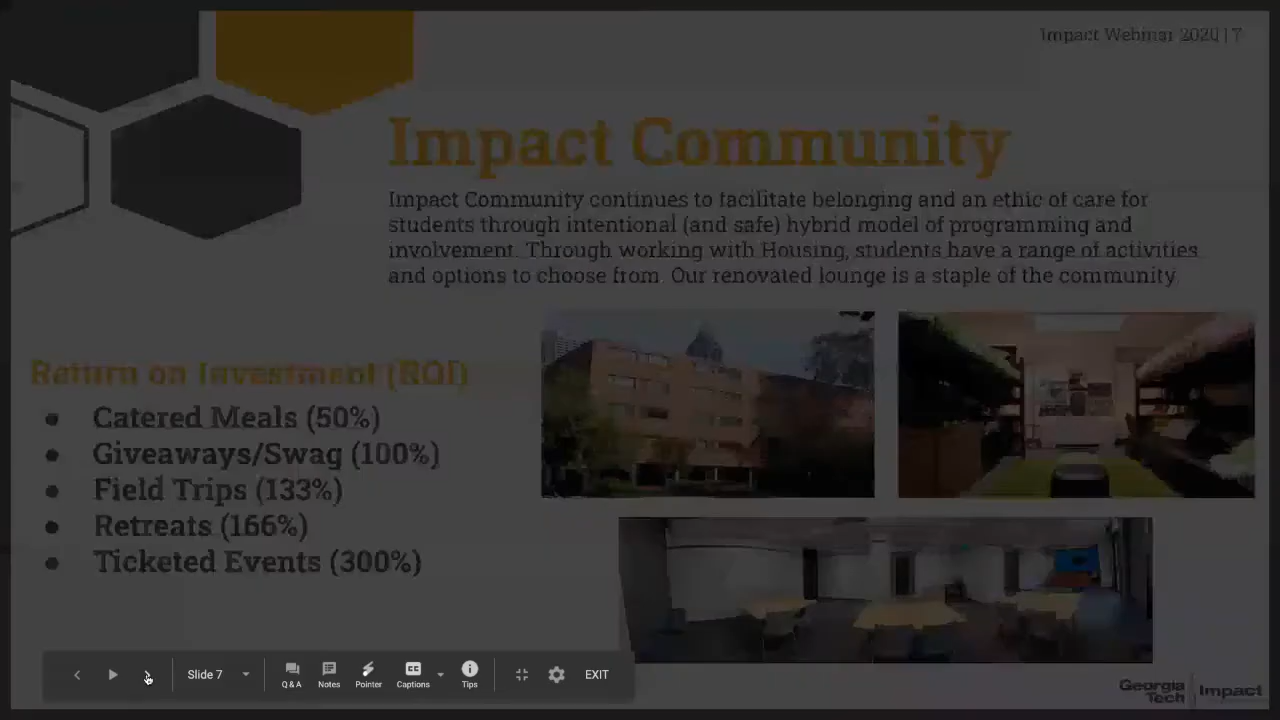 Impact Webinar 2020 | 7
Impact Community
Impact Community continues to facilitate belonging and an ethic of care for
students through intentional (and safe) hybrid model of programming and
involvement. Through working with Housing, students have a range of activities
and options to choose from. Our renovated lounge is a staple of the community
Return on Investment (ROI)
• Catered Meals (50%)
• Giveaways/Swag (100%)
• Field Trips (133%)
• Retreats (166%)
• Ticketed Events (300%)
Slide 7
Q & A
Notes
Pointer
CC
Captions
Tips
EXIT
Georgia
Tech
Impact